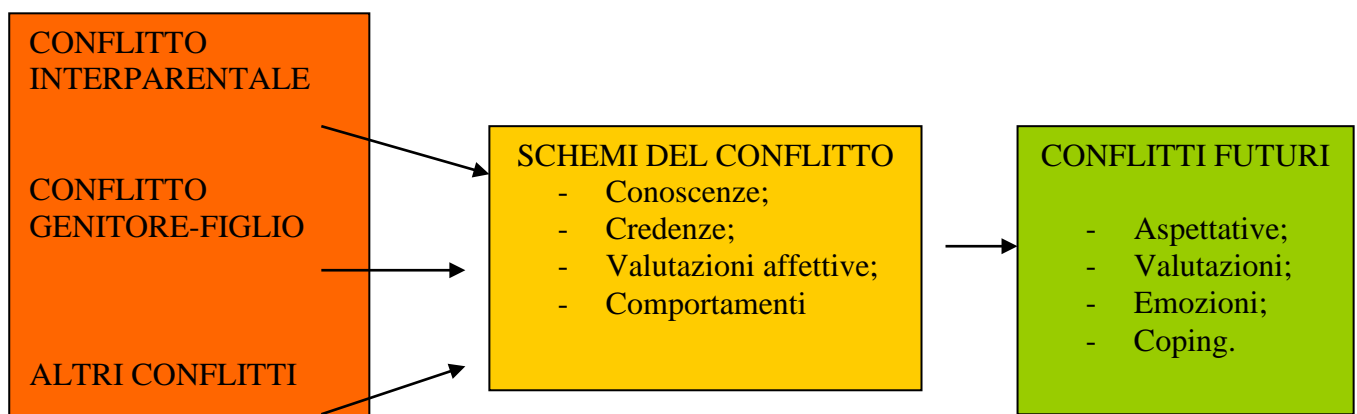 CONFLITTO
INTERPARENTALE
CONFLITTO
GENITORE-FIGLIO
ALTRI CONFLITTI
SCHEMI DEL CONFLITTO
- Conoscenze;
- Credenze;
- Valutazioni affettive;
- Comportamenti
CONFLITTI FUTURI
- Aspettative;
- Valutazioni;
- Emozioni;
- Coping.